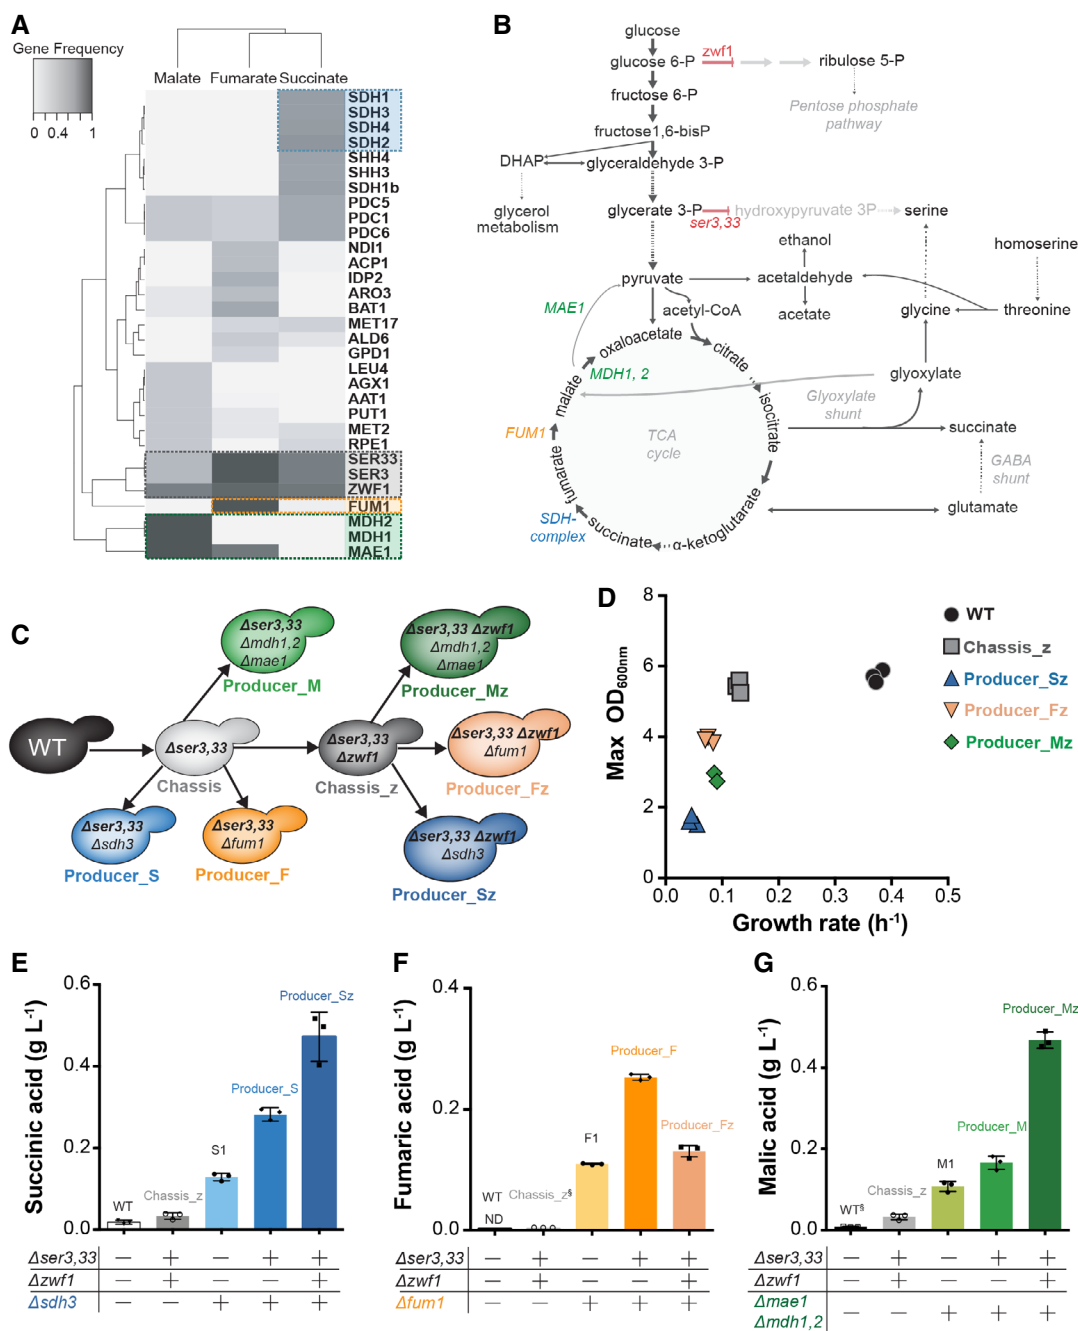 A
Gene Frequency
0 0.4 1
Malate Fumarate Succinate
SDH1
SDH3
SDH4
SDH2
SHH4
SHH3
SDH1b
PDC5
PDC1
PDC6
NDI1
ACP1
IDP2
ARO3
BAT1
MET17
ALD6
GPD1
LEU4
AGX1
AAT1
PUT1
MET2
RPE1
SER33
SER3
ZWF1
FUM1
MDH2
MDH1
MAE1
B
glucose
glucose 6-P
zwf1
ribulose 5-P
fructose 6-P
Pentose phosphate
pathway
fructose1,6-bisP
DHAP
glyceraldehyde 3-P
glycerol
metabolism
glycerate 3-P
ser3,33
hydroxypyruvate 3P
serine
ethanol
homoserine
pyruvate
acetaldehyde
MAE1
acetyl-CoA
acetate
glycine
threonine
oxaloacetate
citrate
MDH1, 2
malate
glyoxylate
isocitrate
Glyoxylate
shunt
FUM1
TCA
cycle
succinate
fumarate
GABA
shunt
SDH-
complex
succinate
α-ketoglutarate
glutamate
C
Δser3,33
Δmdh1,2
Δmae1
Producer_M
Δser3,33 Δzwf1
Δmdh1,2
Δmae1
Producer_Mz
WT
Δser3,33
Chassis
Δser3,33
Δzwf1
Chassis_z
Δser3,33 Δzwf1
Δfum1
Producer_Fz
Δser3,33
Δsdh3
Producer_S
Δser3,33
Δfum1
Producer_F
Δser3,33 Δzwf1
Δsdh3
Producer_Sz
D
Max OD600nm
8
6
4
2
0
0.0 0.1 0.2 0.3 0.4 0.5
Growth rate (h-1)
WT
Chassis_z
Producer_Sz
Producer_Fz
Producer_Mz
E
Succinic acid (g L-1)
0.6
0.4
0.2
0.0
WT
Chassis_z
S1
Producer_S
Producer_Sz
Δser3,33 — + — + +
Δzwf1 — + — — +
Δsdh3 — — + + +
F
Fumaric acid (g L-1)
0.4
0.2
0.0
WT
ND
Chassis_z§
F1
Producer_F
Producer_Fz
Δser3,33 — + — + +
Δzwf1 — + — — +
Δfum1 — — + + +
G
Malic acid (g L-1)
0.6
0.4
0.2
0.0
WT§
Chassis_z
M1
Producer_M
Producer_Mz
Δser3,33 — + — + +
Δzwf1 — + — — +
Δmae1
Δmdh1,2 — — + + +